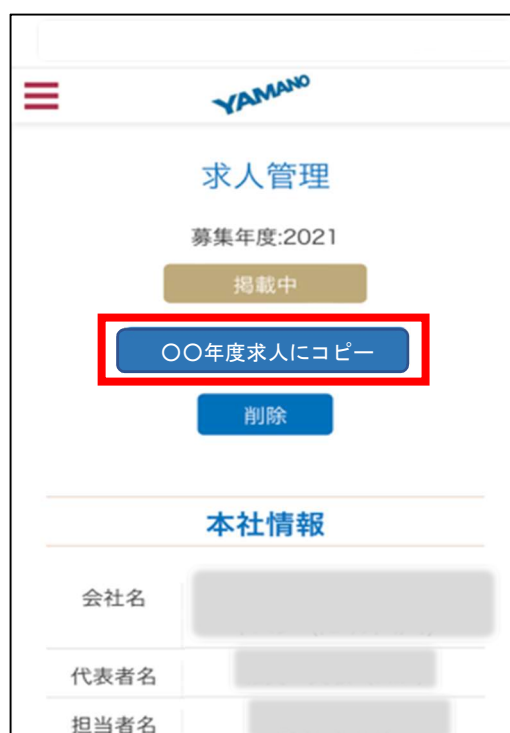 YAMANO
求人管理
募集年度:2021
掲載中
〇〇年度求人にコピー
削除
本社情報
会社名
代表者名
担当者名